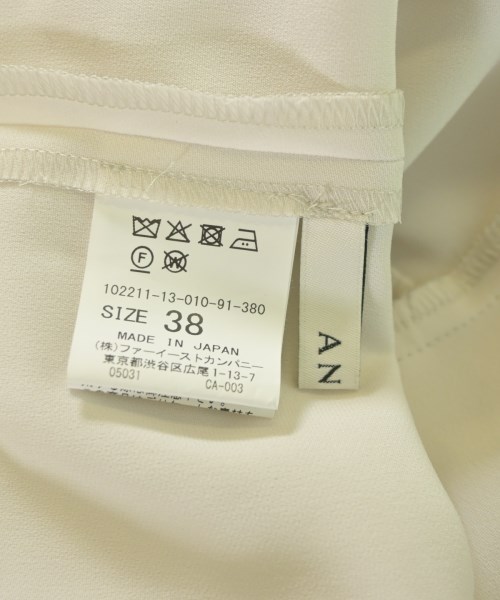 F
W
102211-13-010-91-380
SIZE 38
MADE IN JAPAN
(株)ファーイーストカンパニー
東京都渋谷区広尾1-13-7
05031 CA-003
AN